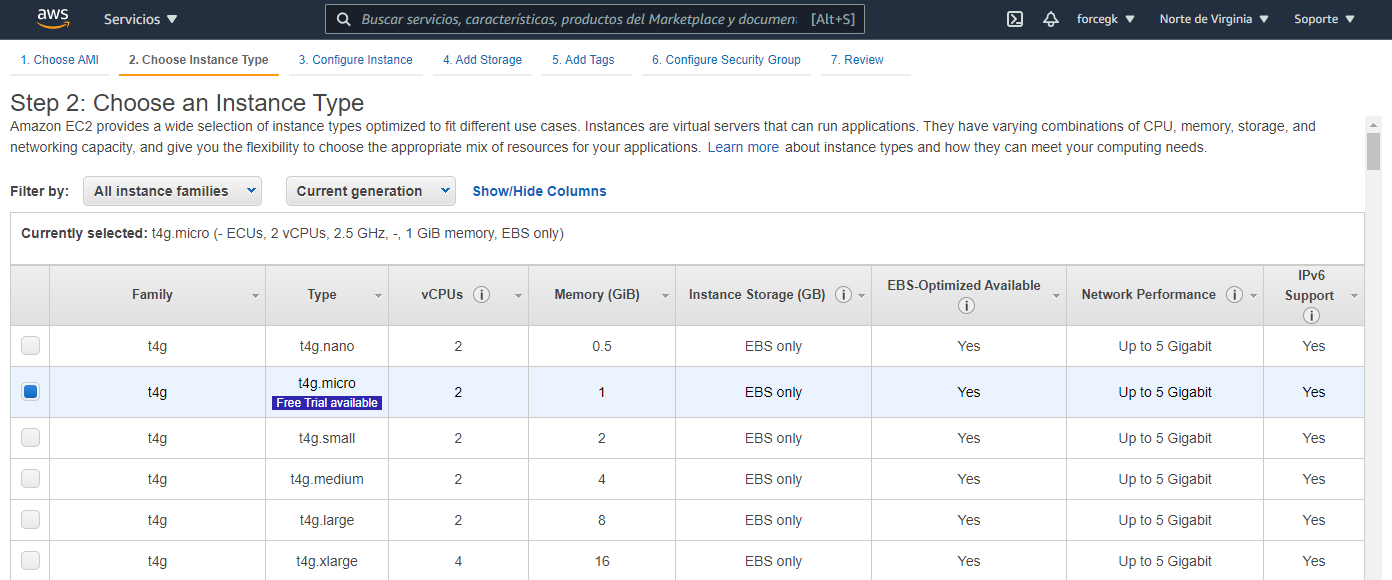 aws Servicios Buscar servicios, características, productos del Marketplace y document [Alt+S] forcegk Norte de Virginia Soporte
1. Choose AMI 2. Choose Instance Type 3. Configure Instance 4. Add Storage 5. Add Tags 6. Configure Security Group 7. Review
Step 2: Choose an Instance Type
Amazon EC2 provides a wide selection of instance types optimized to fit different use cases. Instances are virtual servers that can run applications. They have varying combinations of CPU, memory, storage, and
networking capacity, and give you the flexibility to choose the appropriate mix of resources for your applications. Learn more about instance types and how they can meet your computing needs.
Filter by: All instance families Current generation Show/Hide Columns
Currently selected: t4g.micro (- ECUs, 2 vCPUs, 2.5 GHz, -, 1 GiB memory, EBS only)
Family Type vCPUs Memory (GiB) Instance Storage (GB) EBS-Optimized Available Network Performance IPv6
Support
t4g t4g.nano 2 0.5 EBS only Yes Up to 5 Gigabit Yes
t4g t4g.micro 2 1 EBS only Yes Up to 5 Gigabit Yes
Free Trial available
t4g t4g.small 2 2 EBS only Yes Up to 5 Gigabit Yes
t4g t4g.medium 2 4 EBS only Yes Up to 5 Gigabit Yes
t4g t4g.large 2 8 EBS only Yes Up to 5 Gigabit Yes
t4g t4g.xlarge 4 16 EBS only Yes Up to 5 Gigabit Yes